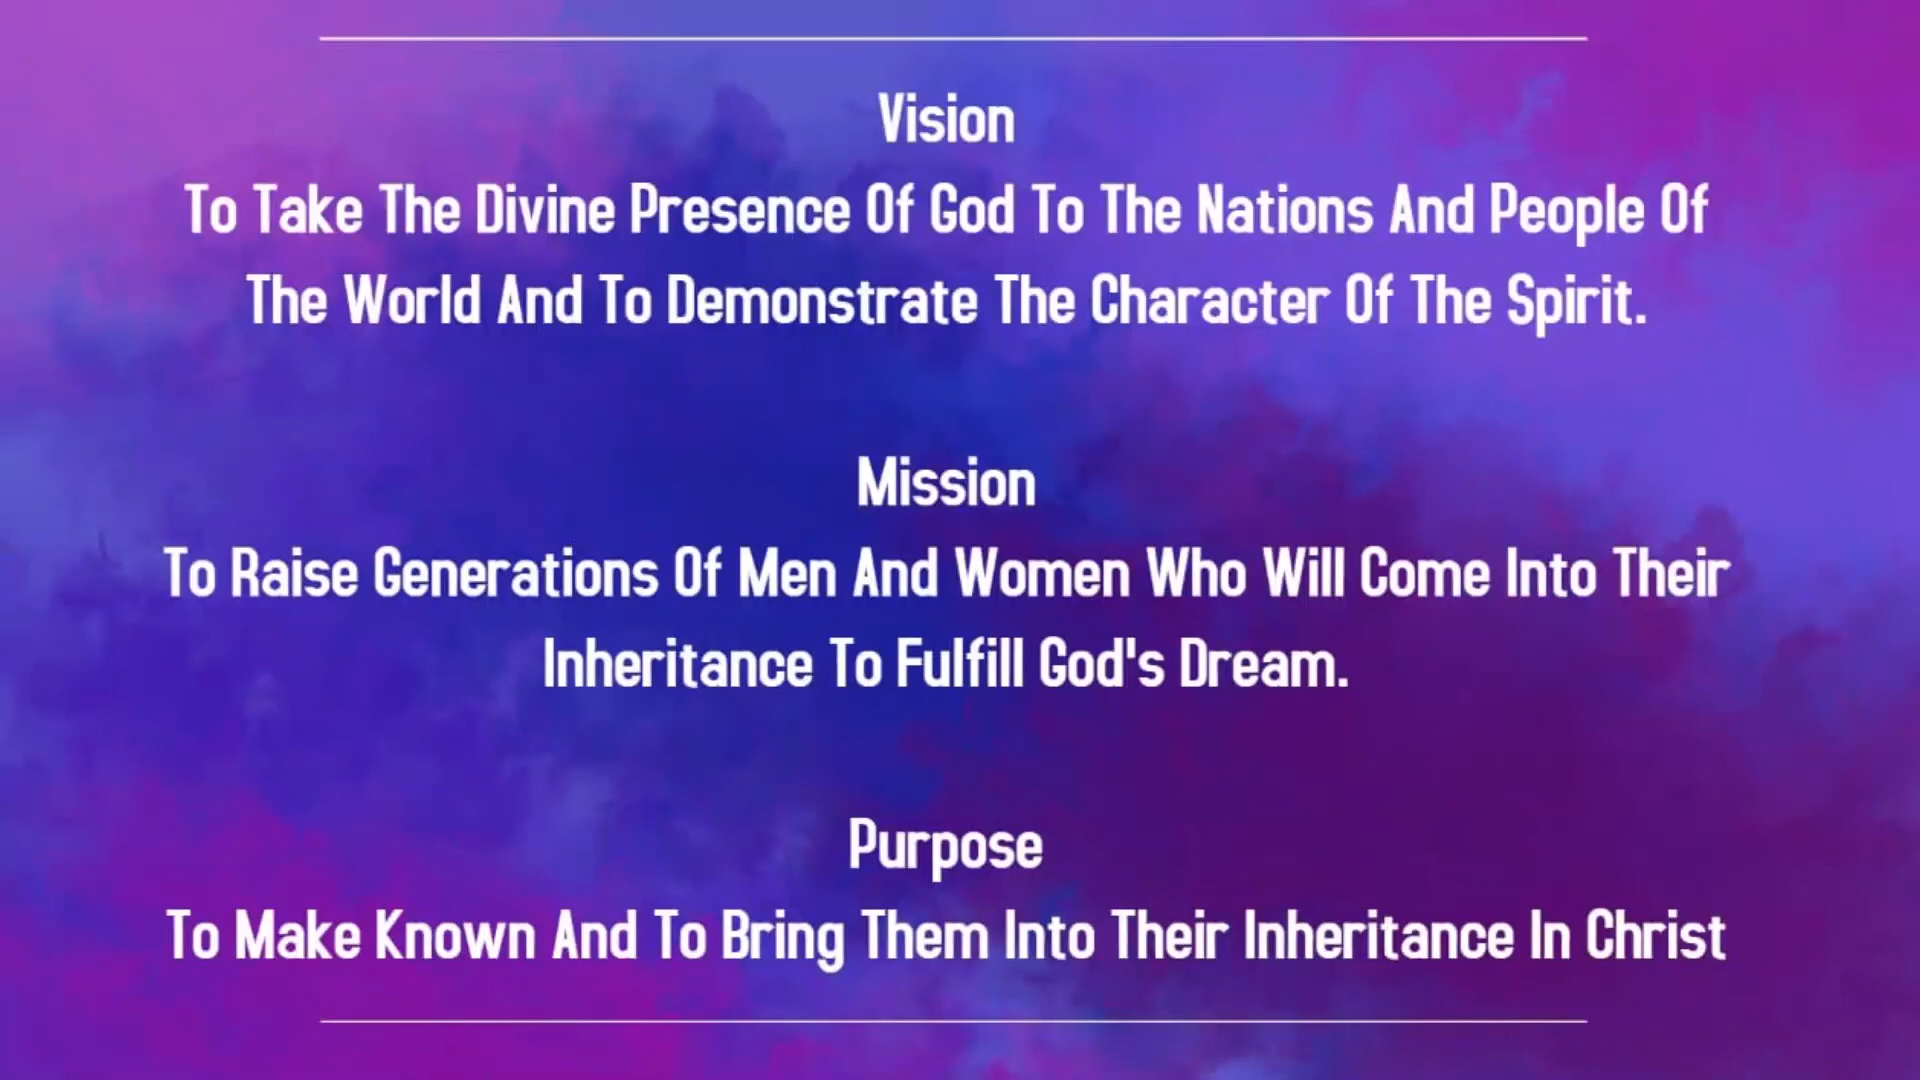 Vision
To Take The Divine Presence Of God To The Nations And People Of
The World And To Demonstrate The Character Of The Spirit.
Mission
To Raise Generations Of Men And Women Who Will Come Into Their
Inheritance To Fulfill God's Dream.
Purpose
To Make Known And To Bring Them Into Their Inheritance In Christ